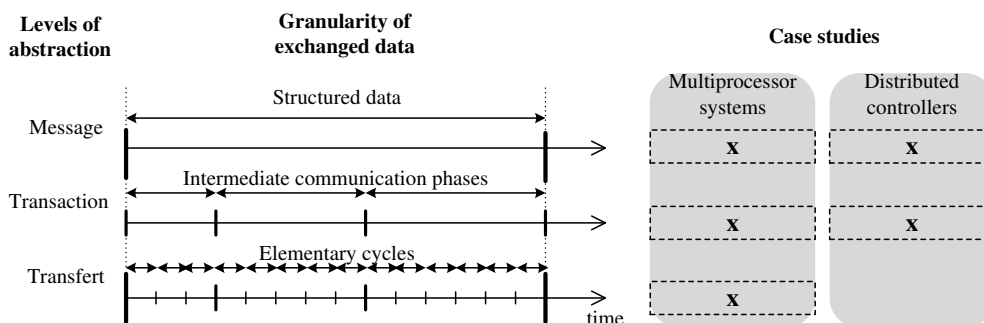 Levels of
abstraction
Granularity of
exchanged data
Case studies
Multiprocessor
systems
Distributed
controllers
Structured data
Message
x
x
Intermediate communication phases
Transaction
x
x
Elementary cycles
Transfert
x
time